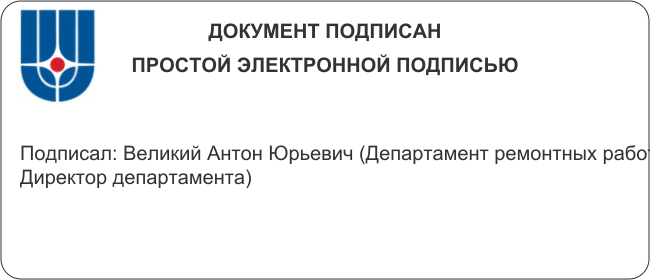 ДОКУМЕНТ ПОДПИСАН
ПРОСТОЙ ЭЛЕКТРОННОЙ ПОДПИСЬЮ
Подписал: Великий Антон Юрьевич (Департамент ремонтных работ
Директор департамента)